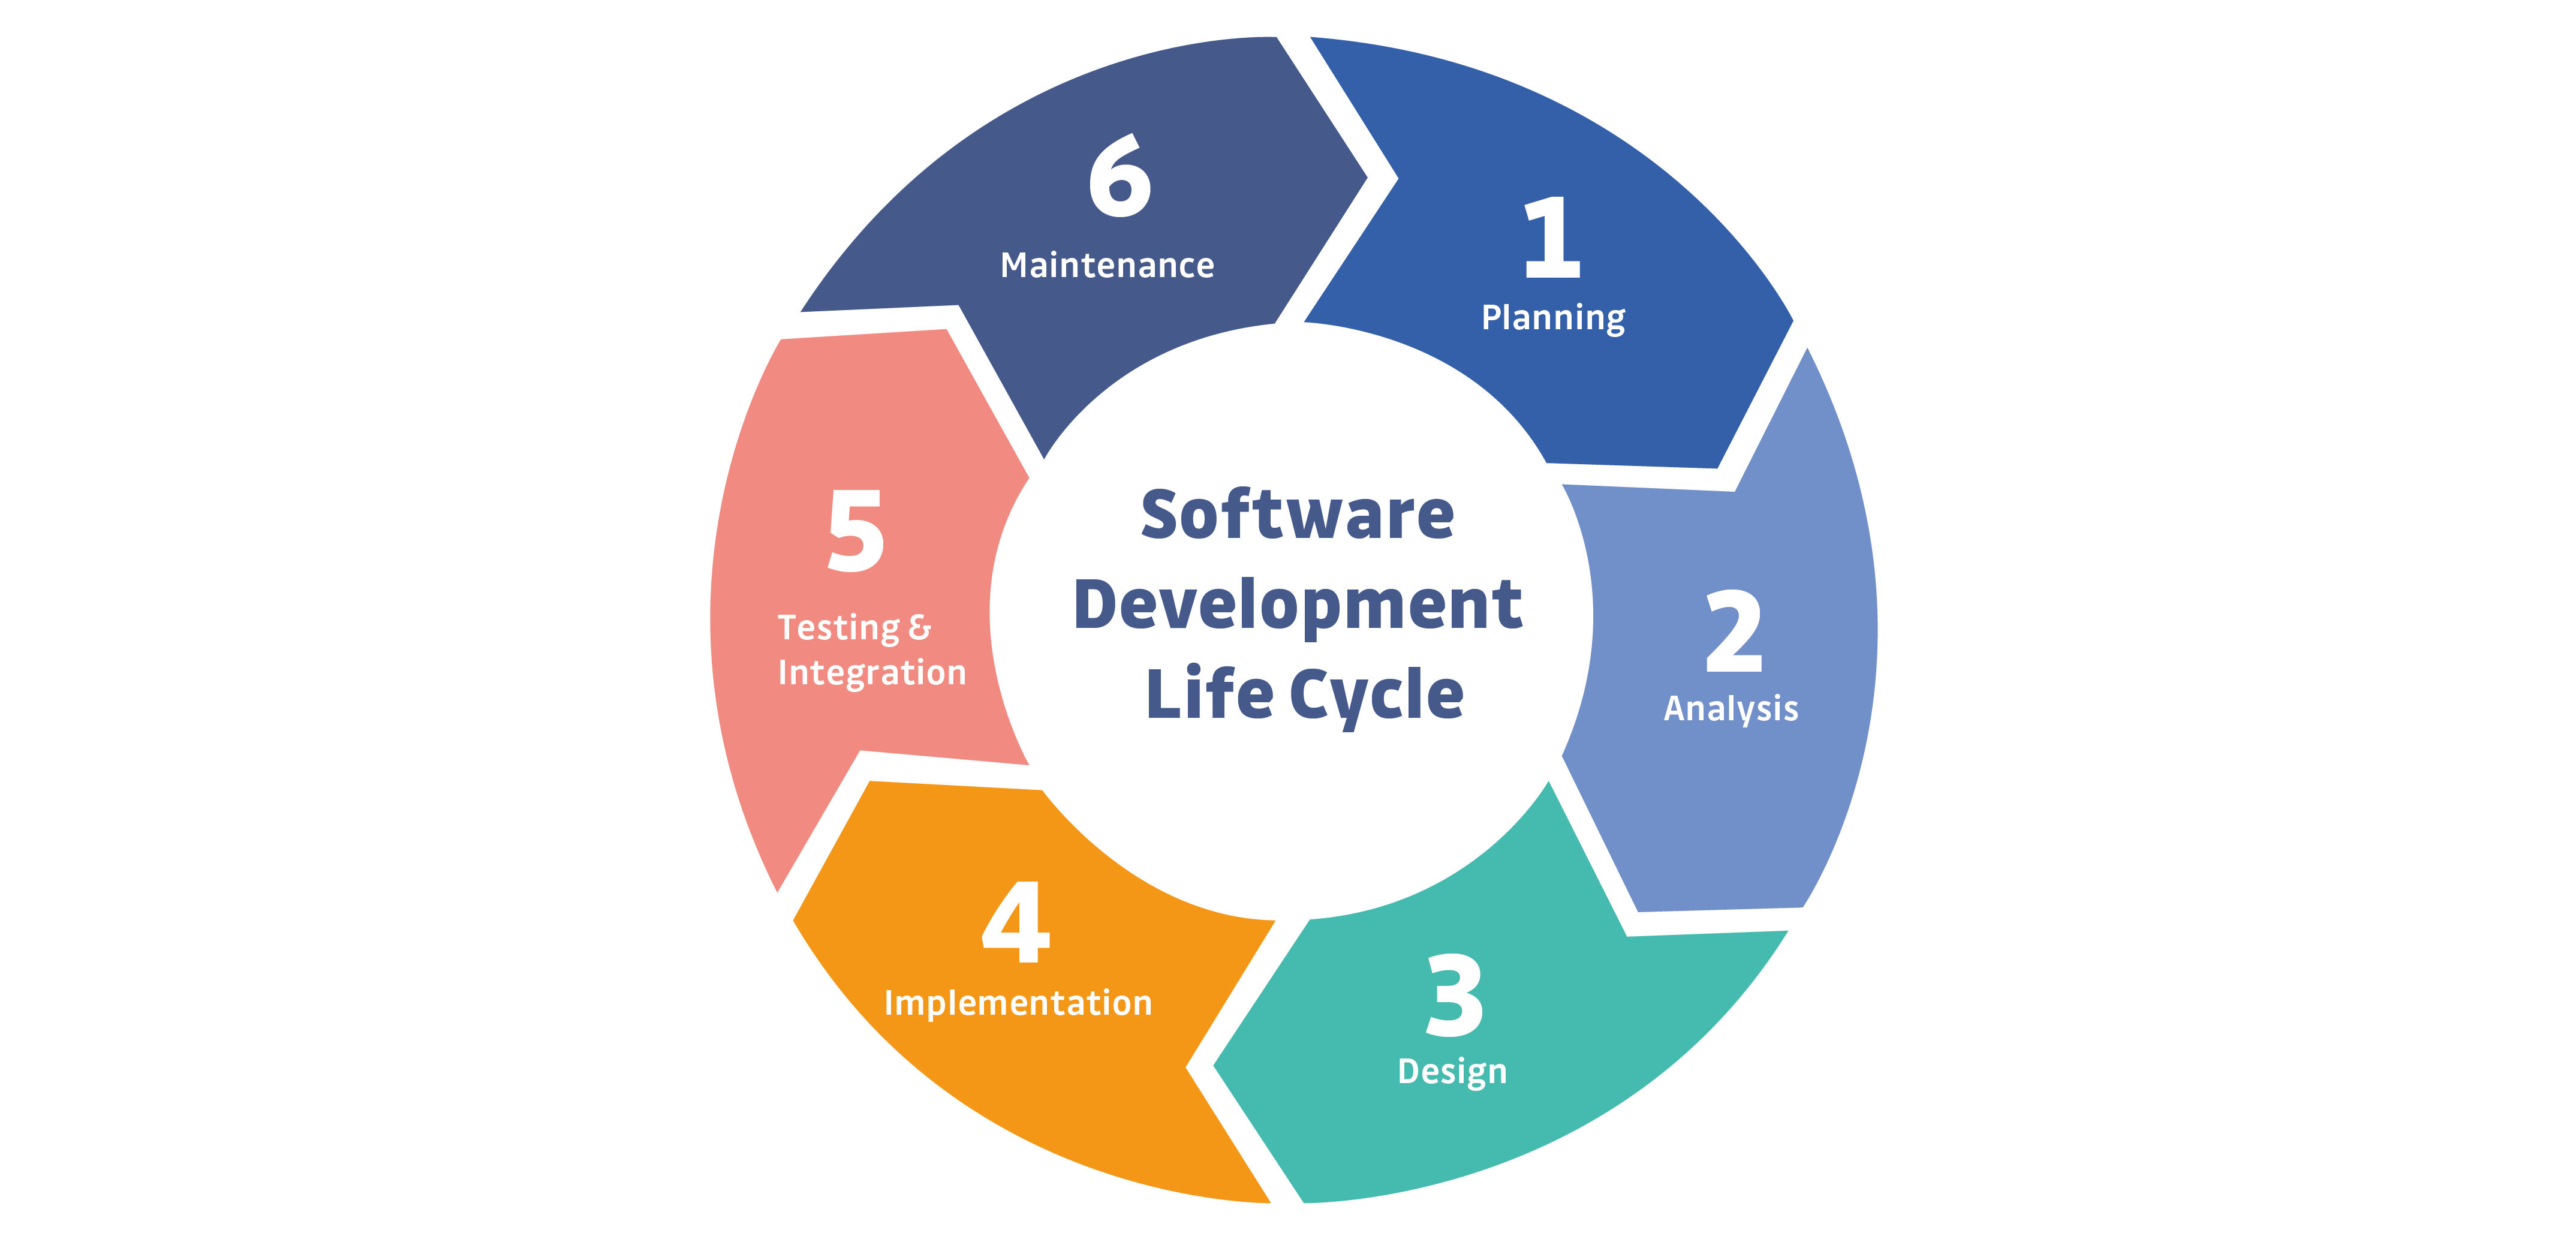 Software
Development
Life Cycle
1
Planning
2
Analysis
3
Design
4
Implementation
5
Testing &
Integration
6
Maintenance